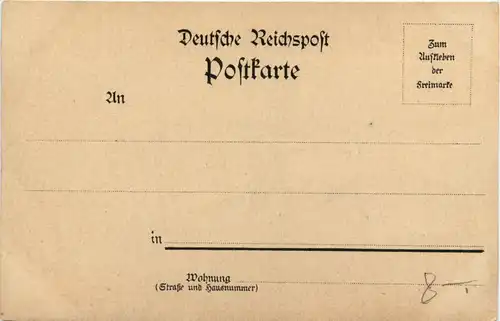 Deutsche Reichspost
Postkarte
Zum
Aufkleben
der
Freimarke
An
in
Wohnung
(Straße und Hausnummer)
8—.